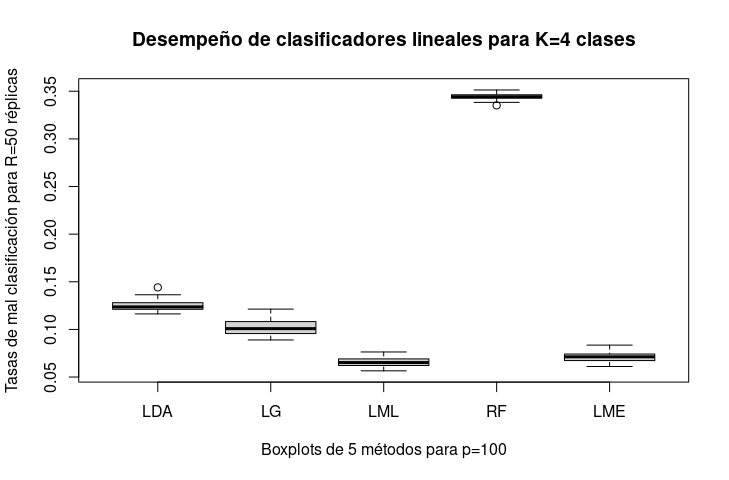 Desempeño de clasificadores lineales para K=4 clases
Tasas de mal clasificación para R=50 réplicas
0.35
0.30
0.25
0.20
0.15
0.10
0.05
LDA LG LML RF LME
Boxplots de 5 métodos para p=100